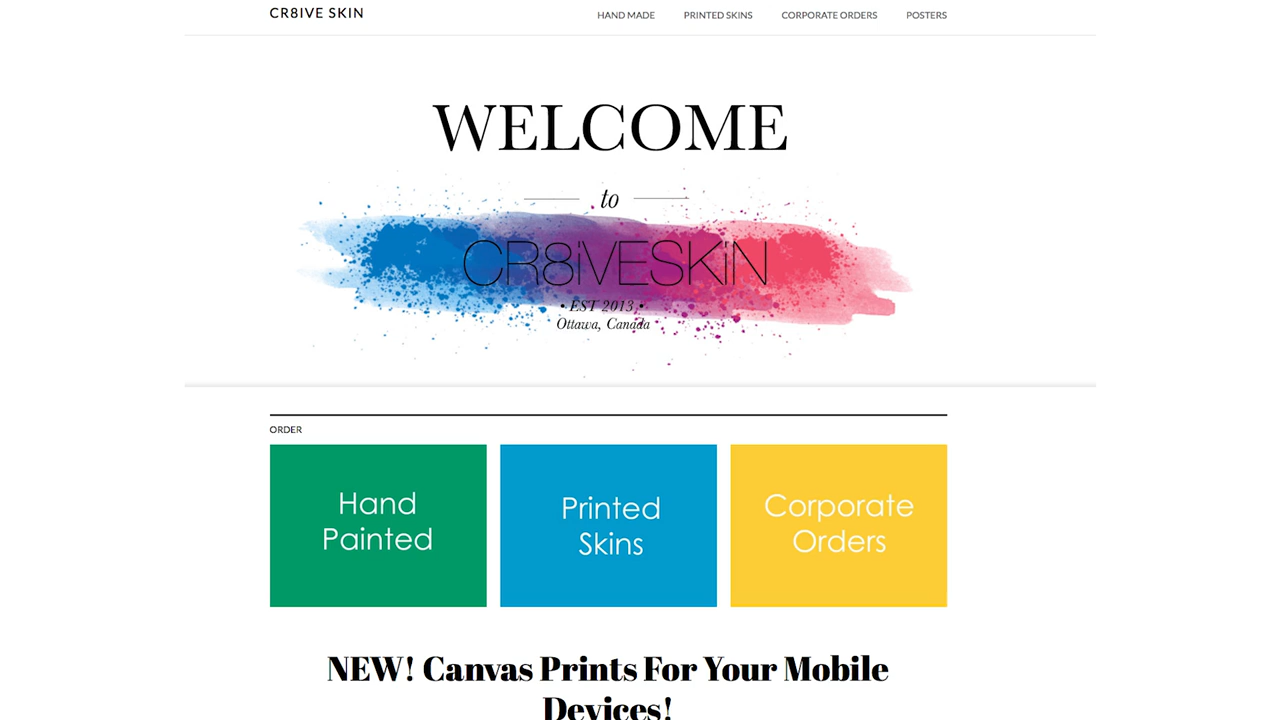 CR8IVE SKIN
HAND MADE PRINTED SKINS CORPORATE ORDERS POSTERS
WELCOME
to
CR8iVESKiN
• EST 2013 •
Ottawa, Canada
ORDER
Hand
Painted
Printed
Skins
Corporate
Orders
NEW! Canvas Prints For Your Mobile
Devices!